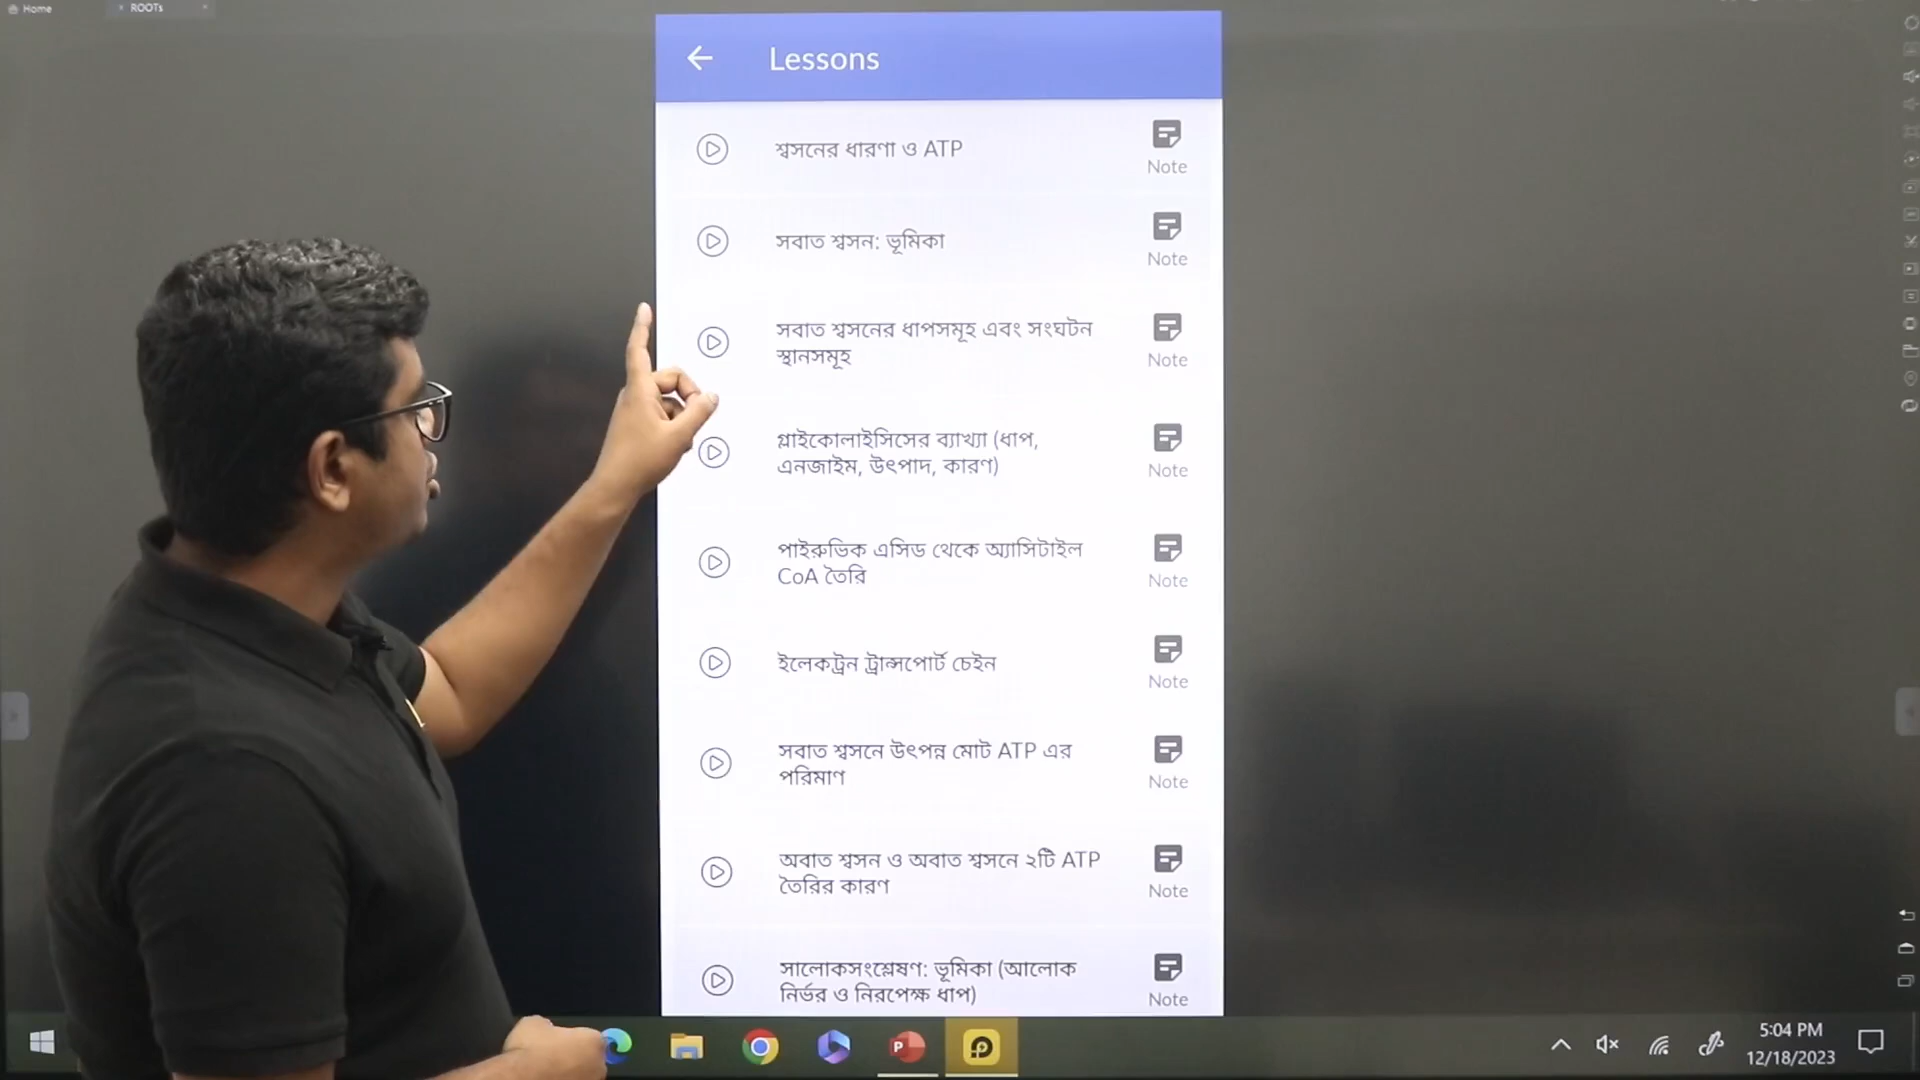 Home
ROOTs
Lessons
শ্বসনের ধারণা ও ATP
Note
সবাত শ্বসন: ভূমিকা
Note
সবাত শ্বসনের ধাপসমূহ এবং সংঘটন
স্থানসমূহ
Note
গ্লাইকোলাইসিসের ব্যাখ্যা (ধাপ,
এনজাইম, উৎপাদ, কারণ)
Note
পাইরুভিক এসিড থেকে অ্যাসিটাইল
CoA তৈরি
Note
ইলেকট্রন ট্রান্সপোর্ট চেইন
Note
সবাত শ্বসনে উৎপন্ন মোট ATP এর
পরিমাণ
Note
অবাত শ্বসন ও অবাত শ্বসনে ২টি ATP
তৈরির কারণ
Note
সালোকসংশ্লেষণ: ভূমিকা (আলোক
নির্ভর ও নিরপেক্ষ ধাপ)
Note
5:04 PM
12/18/2023